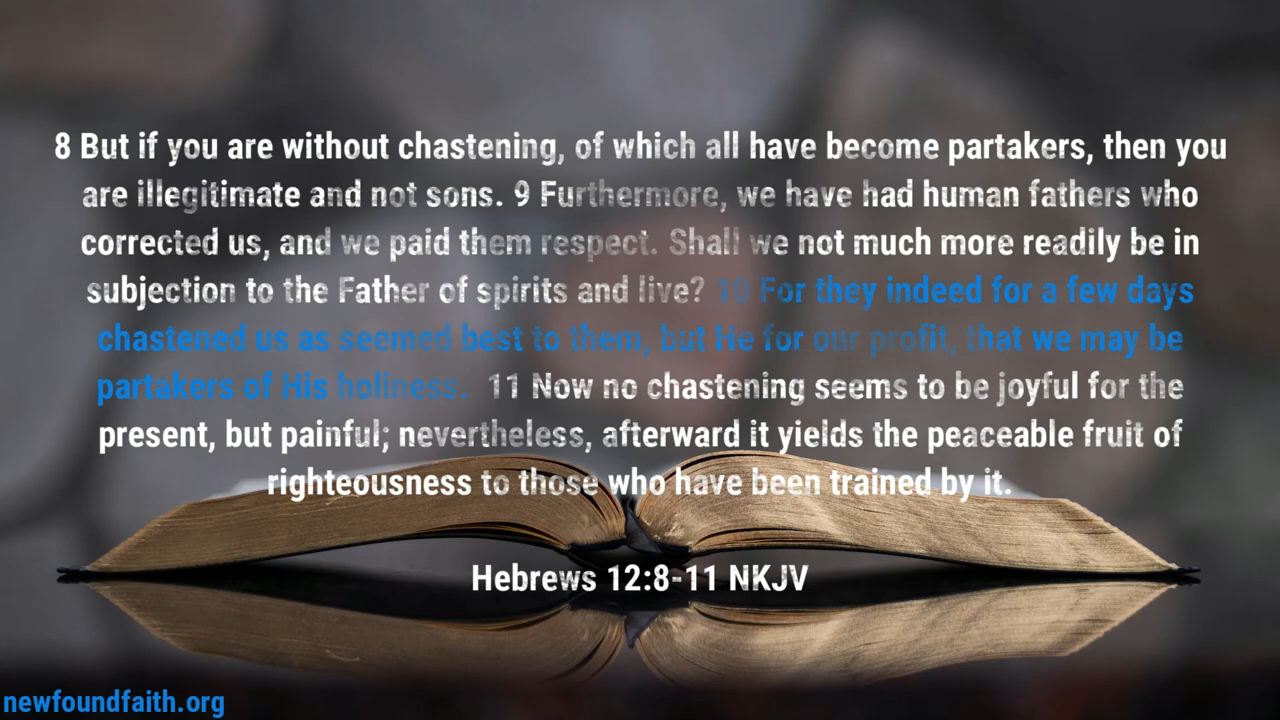 8 But if you are without chastening, of which all have become partakers, then you
are illegitimate and not sons. 9 Furthermore, we have had human fathers who
corrected us, and we paid them respect. Shall we not much more readily be in
subjection to the Father of spirits and live? 10 For they indeed for a few days
chastened us as seemed best to them, but He for our profit, that we may be
partakers of His holiness. 11 Now no chastening seems to be joyful for the
present, but painful; nevertheless, afterward it yields the peaceable fruit of
righteousness to those who have been trained by it.
Hebrews 12:8-11 NKJV
newfoundfaith.org